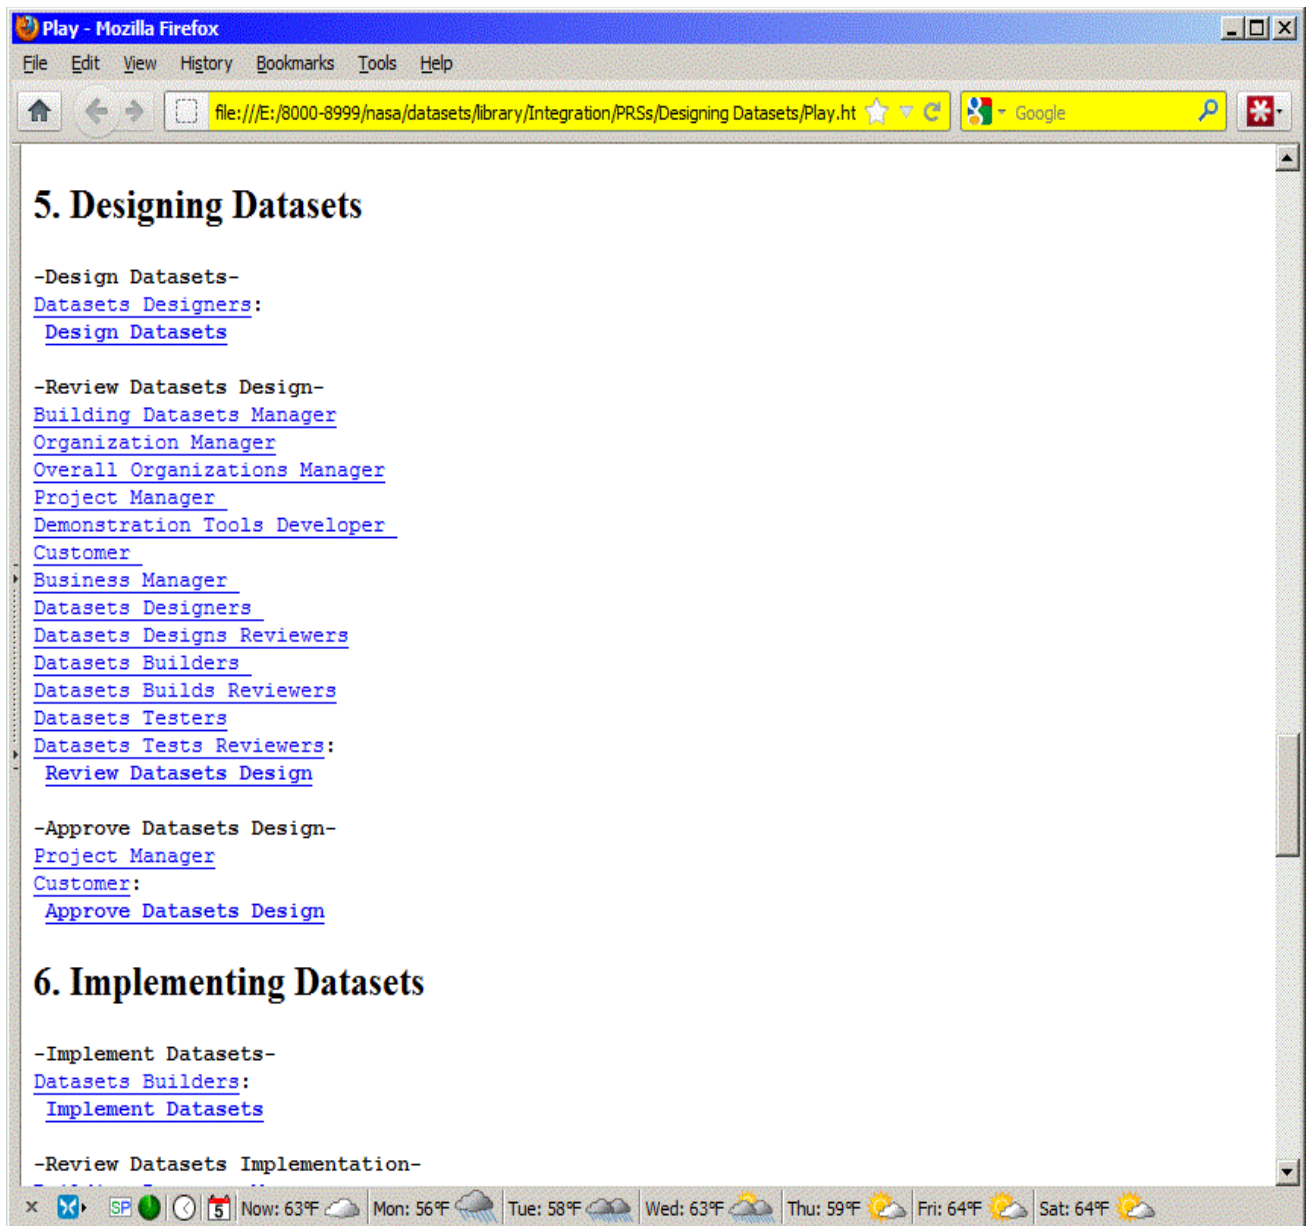 Play - Mozilla Firefox
File Edit View History Bookmarks Tools Help
file:///E:/8000-8999/nasa/datasets/library/Integration/PRSs/Designing Datasets/Play.ht Google
5. Designing Datasets
-Design Datasets-
Datasets Designers:
Design Datasets
-Review Datasets Design-
Building Datasets Manager
Organization Manager
Overall Organizations Manager
Project Manager
Demonstration Tools Developer
Customer
Business Manager
Datasets Designers
Datasets Designs Reviewers
Datasets Builders
Datasets Builds Reviewers
Datasets Testers
Datasets Tests Reviewers:
Review Datasets Design
-Approve Datasets Design-
Project Manager
Customer:
Approve Datasets Design
6. Implementing Datasets
-Implement Datasets-
Datasets Builders:
Implement Datasets
-Review Datasets Implementation-
SP 5 Now: 63°F Mon: 56°F Tue: 58°F Wed: 63°F Thu: 59°F Fri: 64°F Sat: 64°F